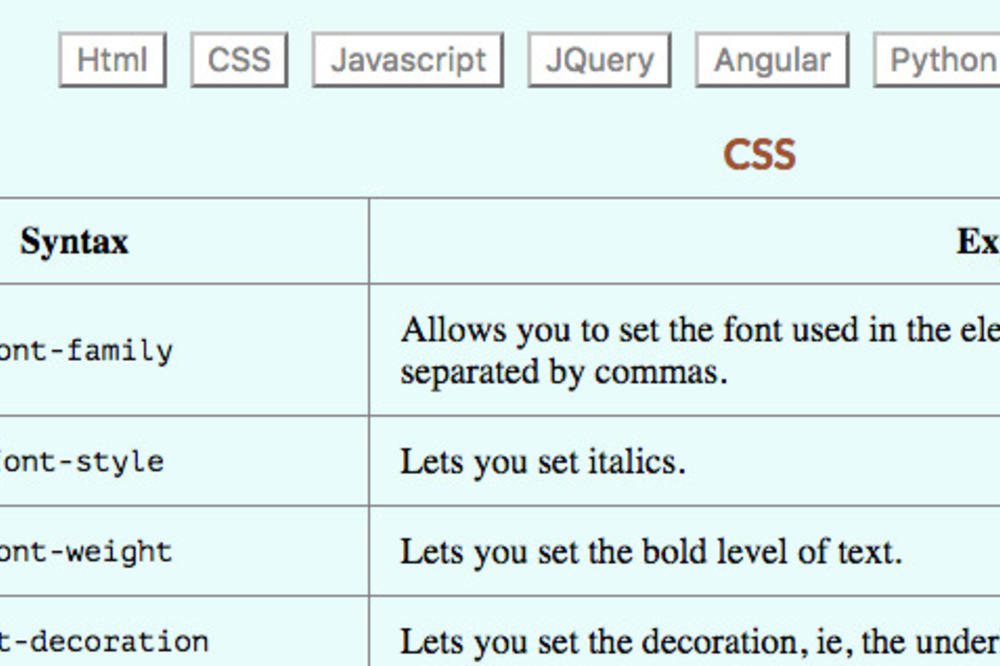 Html CSS Javascript JQuery Angular Python
CSS
Syntax Ex
ont-family Allows you to set the font used in the ele
separated by commas.
font-style Lets you set italics.
ont-weight Lets you set the bold level of text.
t-decoration Lets you set the decoration, ie, the under